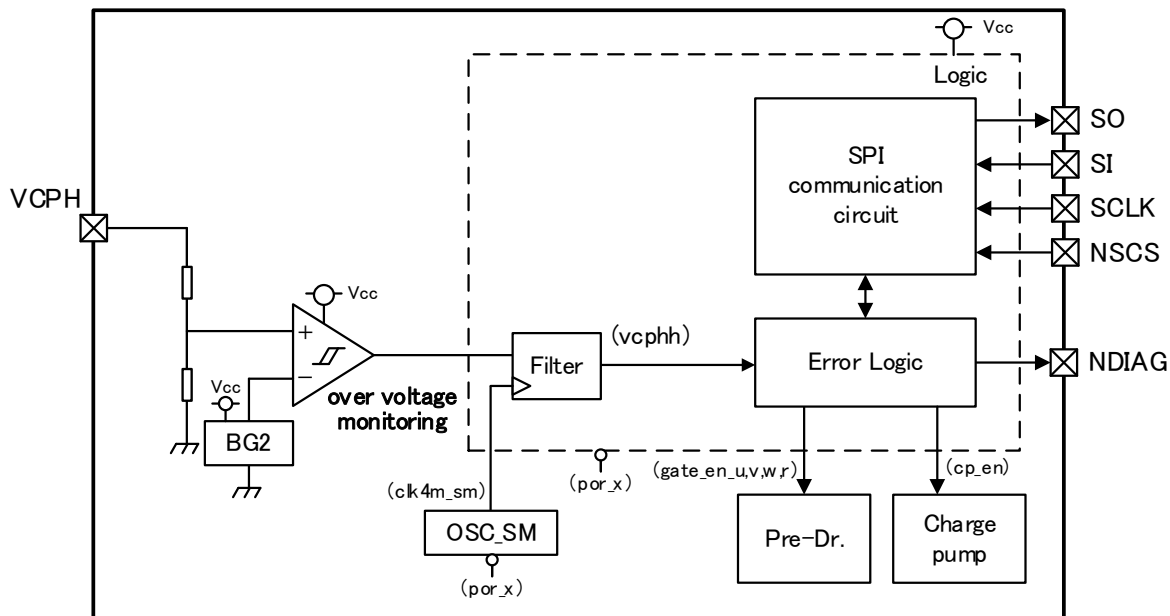 Vcc
Logic
SO
SPI
communication
circuit
SI
VCPH
SCLK
NSCS
Vcc
+
(vcphh)
Filter
Error Logic
NDIAG
−
Vcc
over voltage
monitoring
BG2
(por_x)
(gate_en_u,v,w,r)
(cp_en)
(clk4m_sm)
OSC_SM
Pre-Dr.
Charge
pump
(por_x)